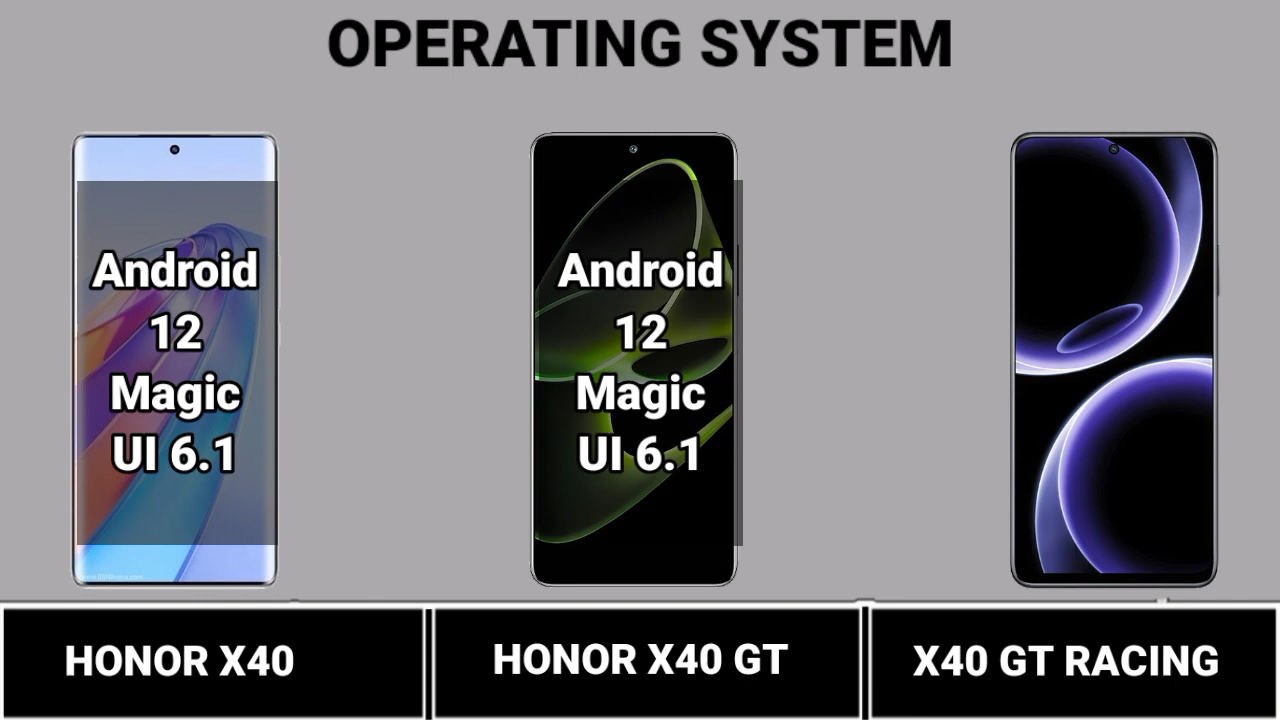 OPERATING SYSTEM
Android
12
Magic
UI 6.1
Android
12
Magic
UI 6.1
HONOR X40
HONOR X40 GT
X40 GT RACING